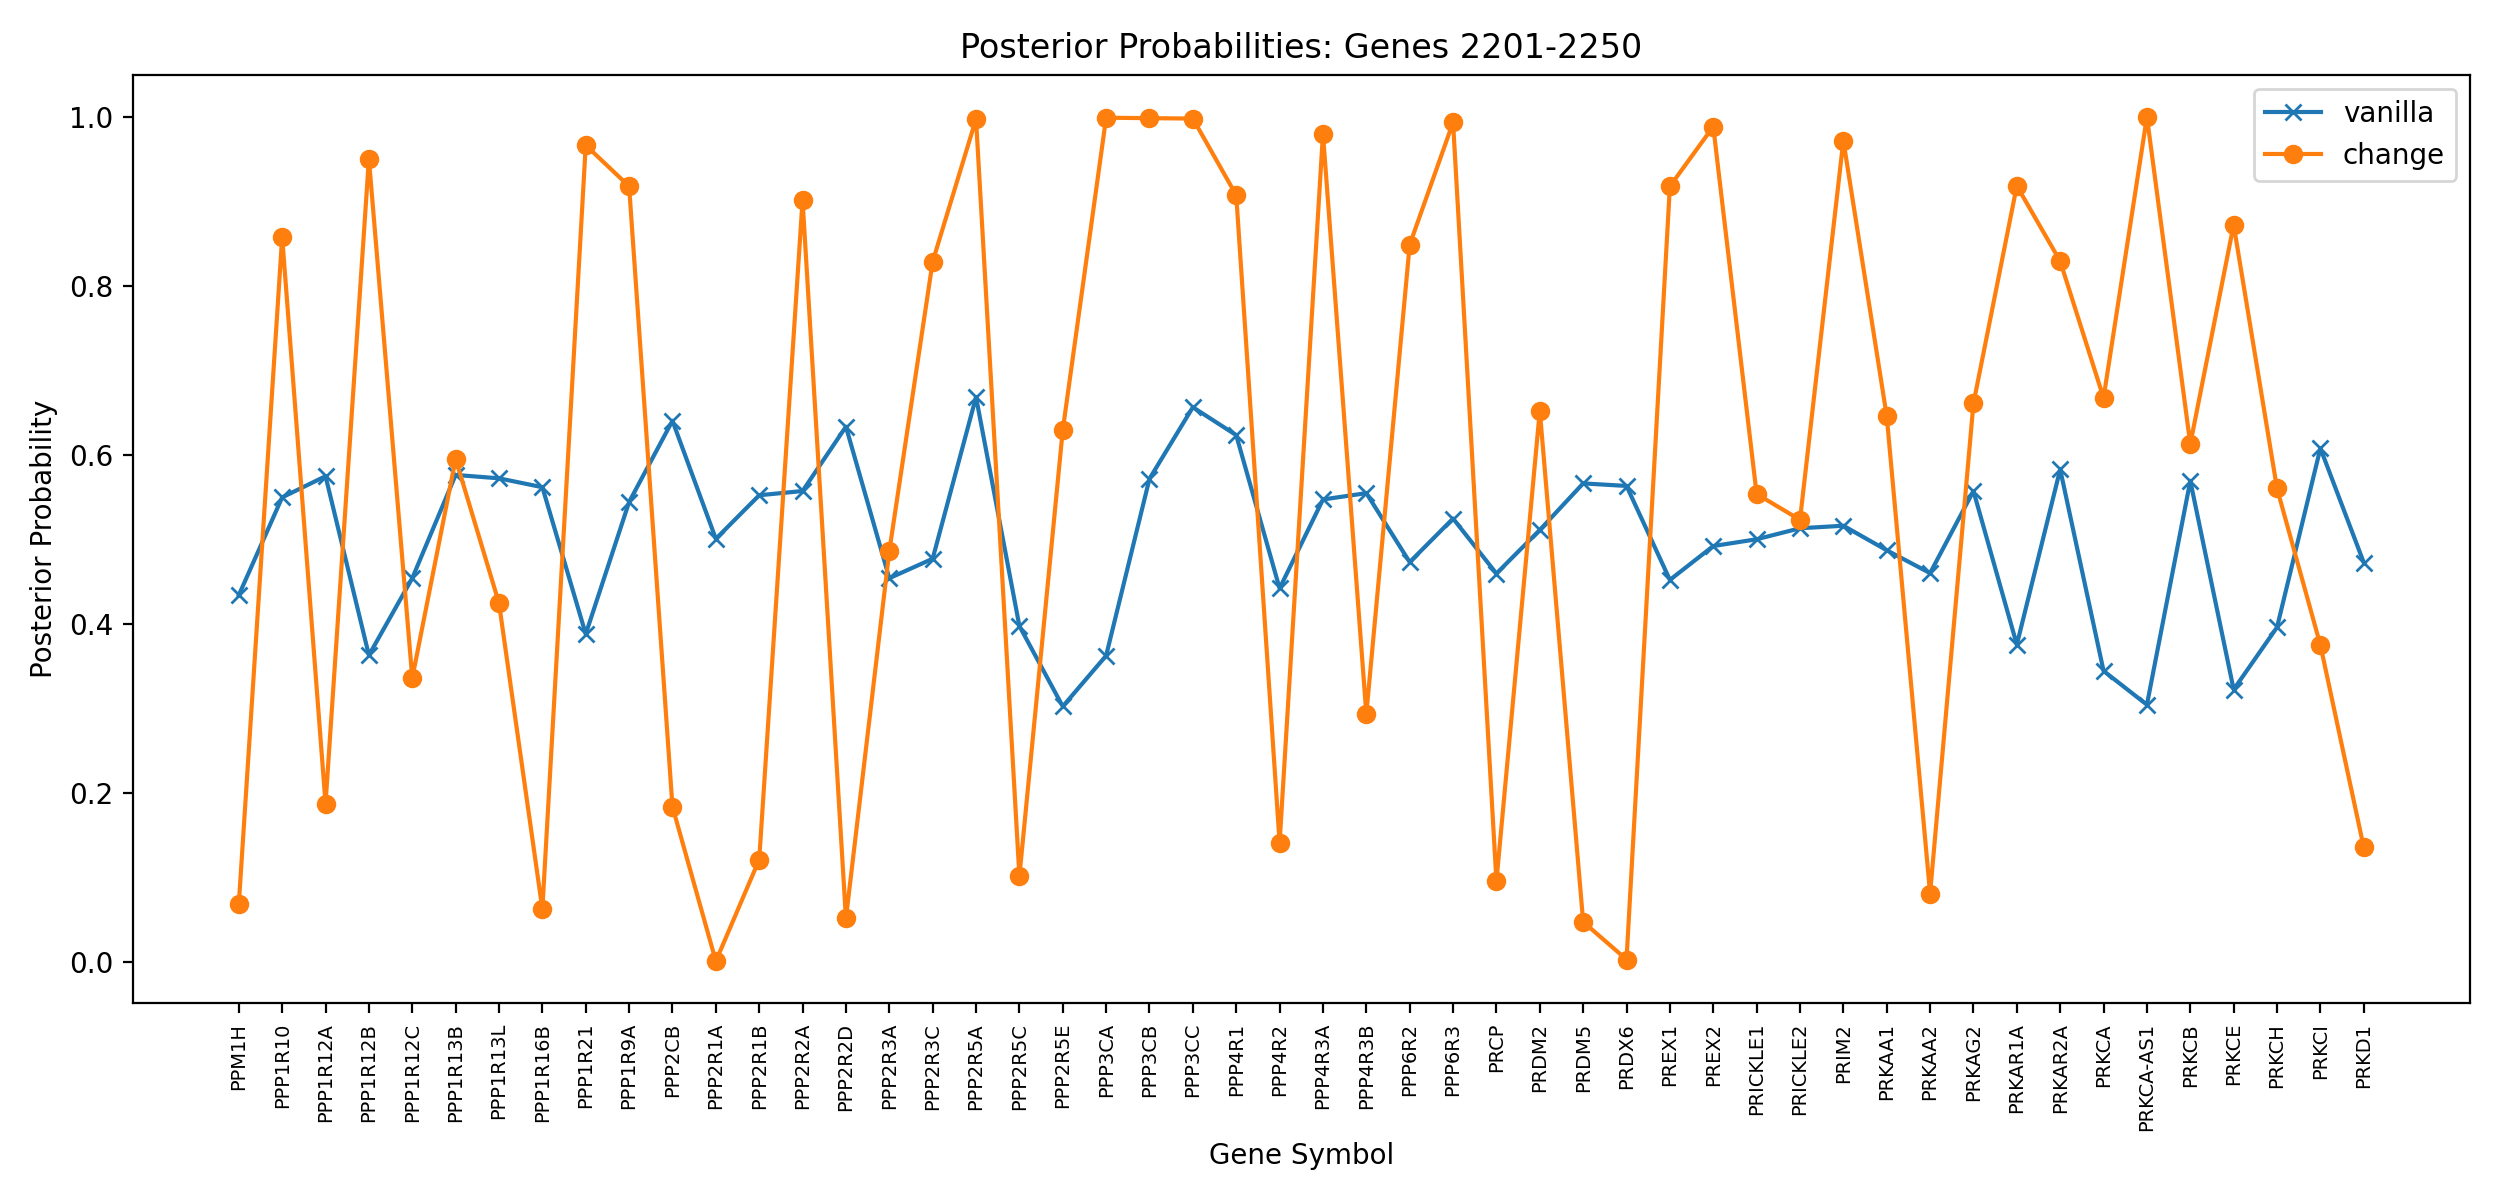 Posterior Probabilities: Genes 2201-2250
vanilla
change
Posterior Probability
1.0
0.8
0.6
0.4
0.2
0.0
PPM1H
PPP1R10
PPP1R12A
PPP1R12B
PPP1R12C
PPP1R13B
PPP1R13L
PPP1R16B
PPP1R21
PPP1R9A
PPP2CB
PPP2R1A
PPP2R1B
PPP2R2A
PPP2R2D
PPP2R3A
PPP2R3C
PPP2R5A
PPP2R5C
PPP2R5E
PPP3CA
PPP3CB
PPP3CC
PPP4R1
PPP4R2
PPP4R3A
PPP4R3B
PPP6R2
PPP6R3
PRCP
PRDM2
PRDM5
PRDX6
PREX1
PREX2
PRICKLE1
PRICKLE2
PRIM2
PRKAA1
PRKAA2
PRKAG2
PRKAR1A
PRKAR2A
PRKCA
PRKCA-AS1
PRKCB
PRKCE
PRKCH
PRKCI
PRKD1
Gene Symbol